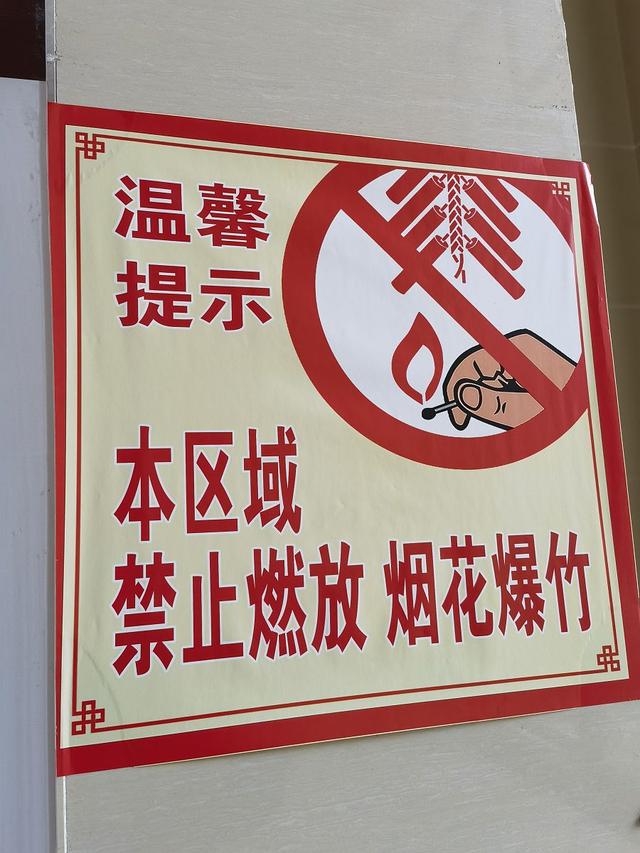 温馨
提示
本区域
禁止燃放 烟花爆竹